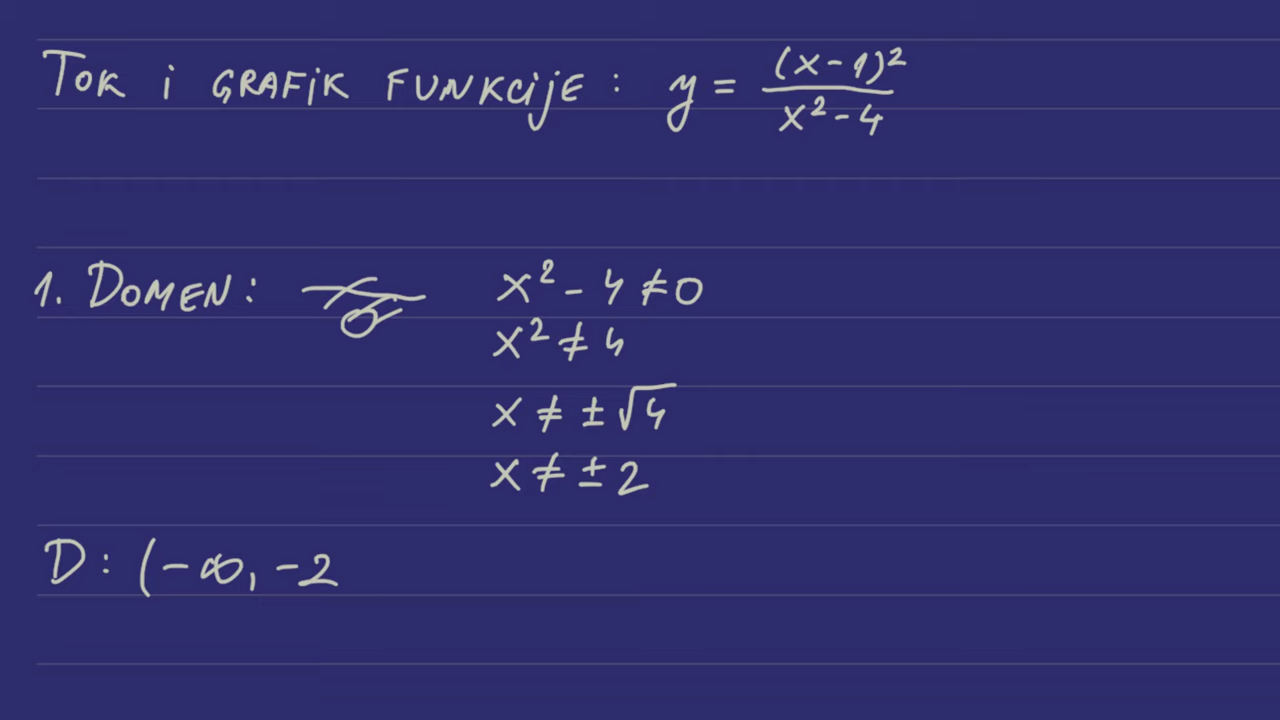 Tok i GRAFiK FUNKCije : y = (x-1)² / x²-4
1. DOMEN : x² - 4 ≠ 0
x² ≠ 4
x ≠ ± √4
x ≠ ± 2
D : (-∞, -2